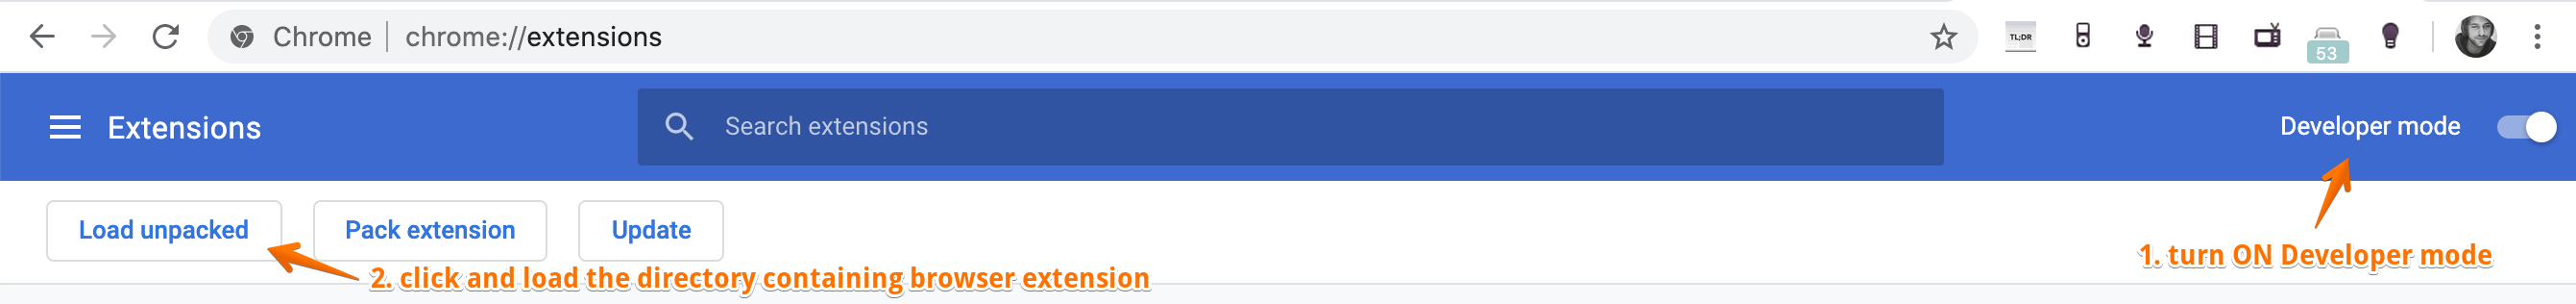 Chrome | chrome://extensions
TL;DR
53
Extensions
Search extensions
Developer mode
Load unpacked
Pack extension
Update
1. turn ON Developer mode
2. click and load the directory containing browser extension